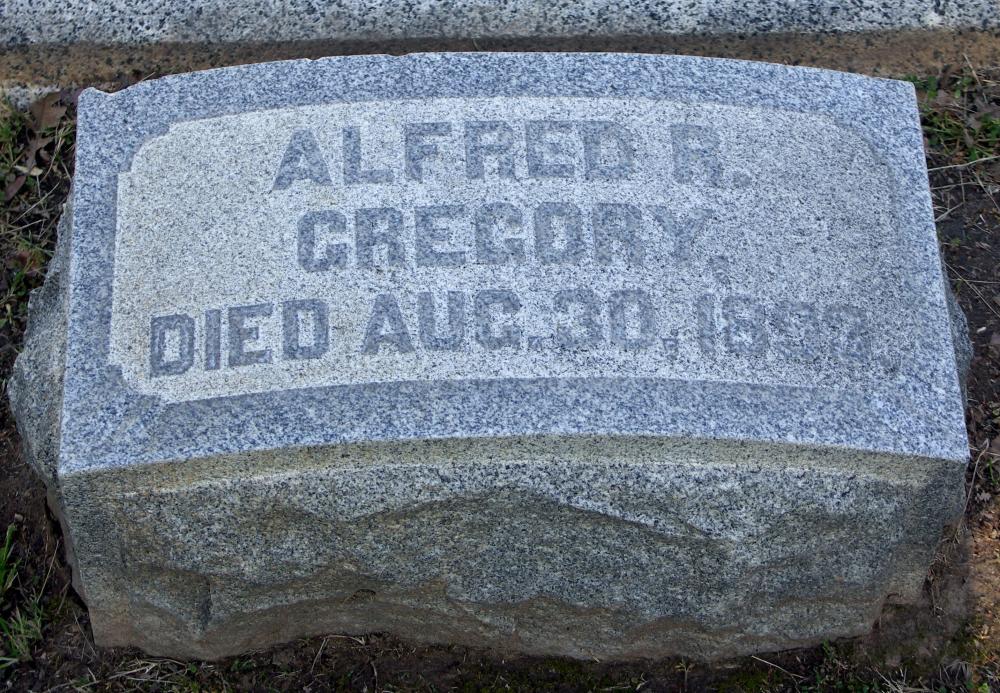 ALFRED R.
GREGORY,
DIED AUG. 30.